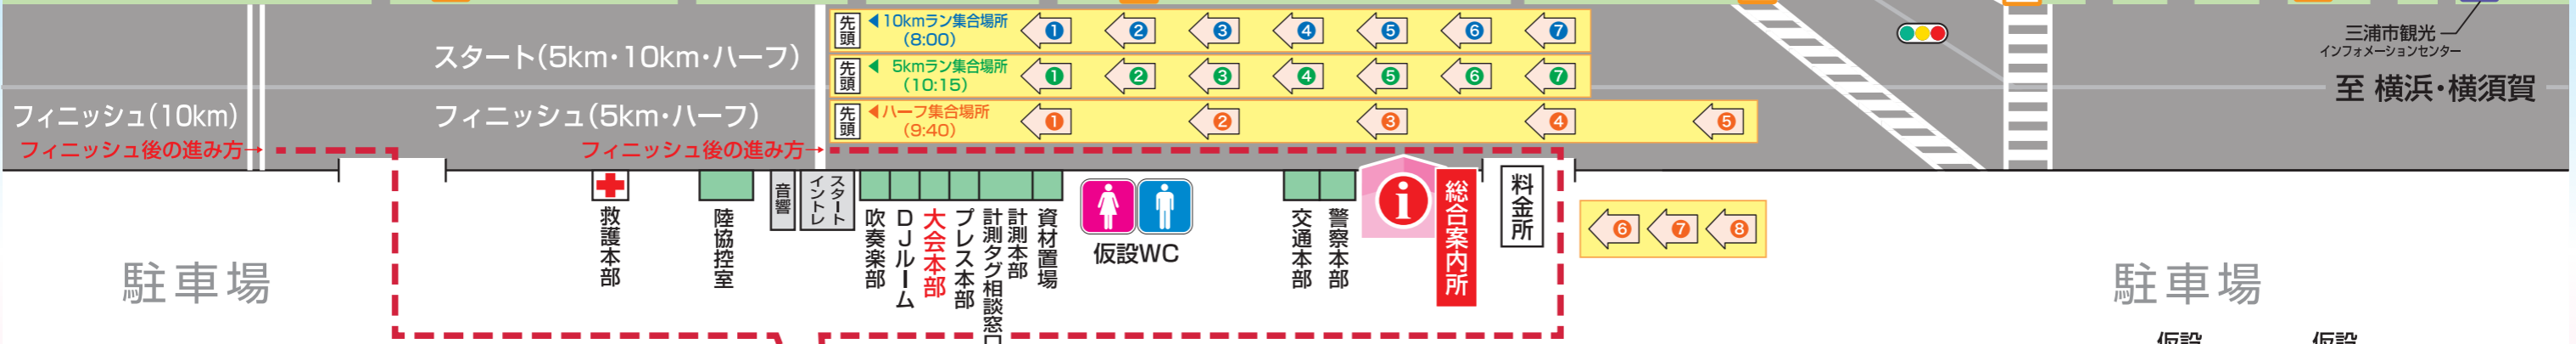 先頭
◀10kmラン集合場所
(8:00)
1 2 3 4 5 6 7
先頭
◀ 5kmラン集合場所
(10:15)
1 2 3 4 5 6 7
先頭
◀ハーフ集合場所
(9:40)
1 2 3 4 5
スタート(5km・10km・ハーフ)
フィニッシュ(10km)
フィニッシュ(5km・ハーフ)
フィニッシュ後の進み方→
フィニッシュ後の進み方→
三浦市観光
インフォメーションセンター
至 横浜・横須賀
救護本部
陸協控室
音響
スタート
イントレ
吹奏楽部
DJルーム
大会本部
プレス本部
計測タグ相談窓口
計測本部
資材置場
仮設WC
交通本部
警察本部
i
総合案内所
料金所
6 7 8
駐車場
駐車場
仮設
仮設